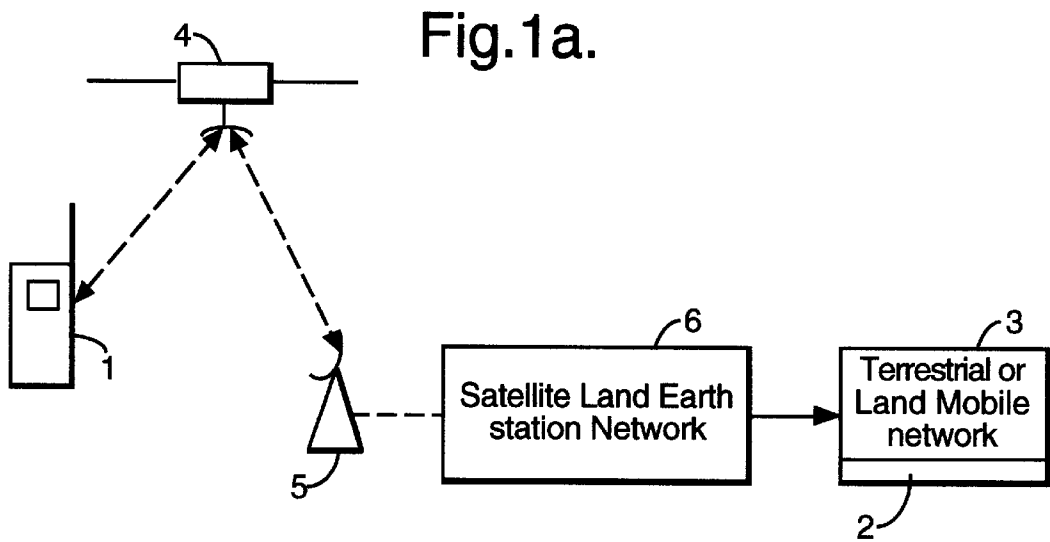 Fig.1a.
4
1
5
6
Satellite Land Earth
station Network
3
Terrestrial or
Land Mobile
network
2